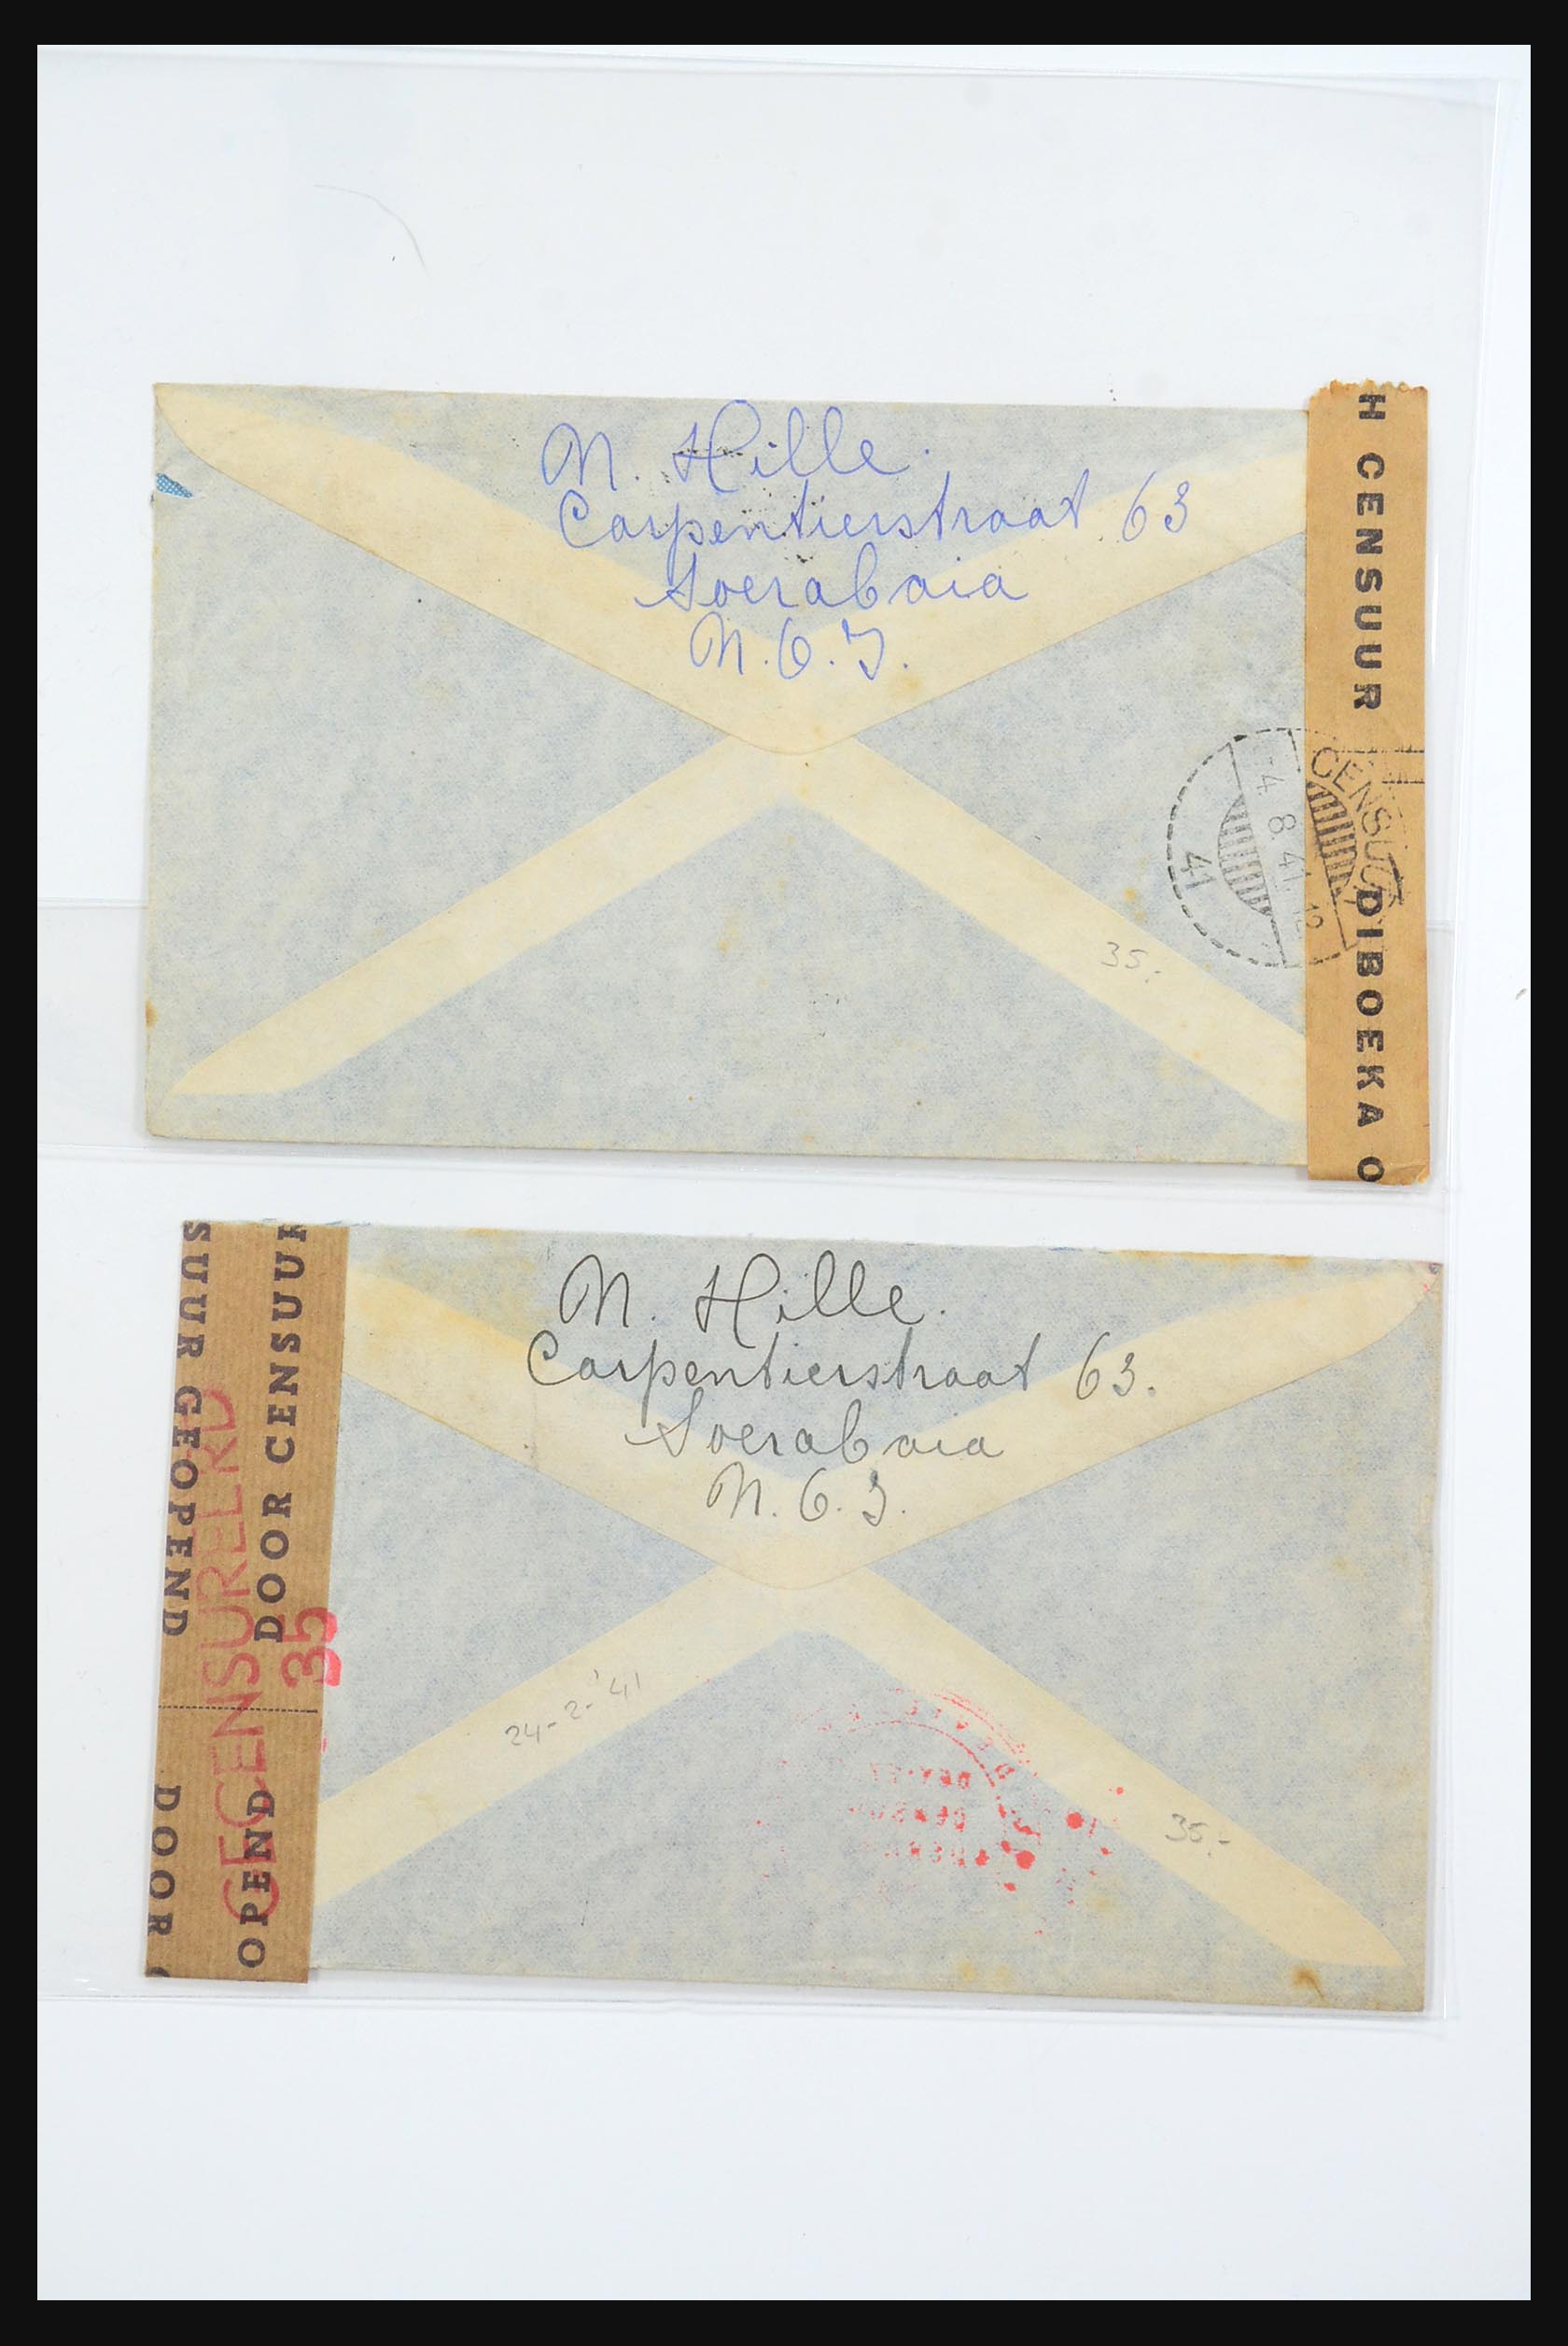 N. Hille.
Carpentierstraat 63
Soerabaia
N.O.I.
H CENSUUR
DIBOEKA O
CENSUUR
4. 8. 41. 12
41
35,-
N. Hille.
Carpentierstraat 63.
Soerabaia
N.O.I.
SUUR GEOPEND
DOOR CENSUUR
GECENSUREERD
35
DOOR
OPEND
24-2-'41
35,-